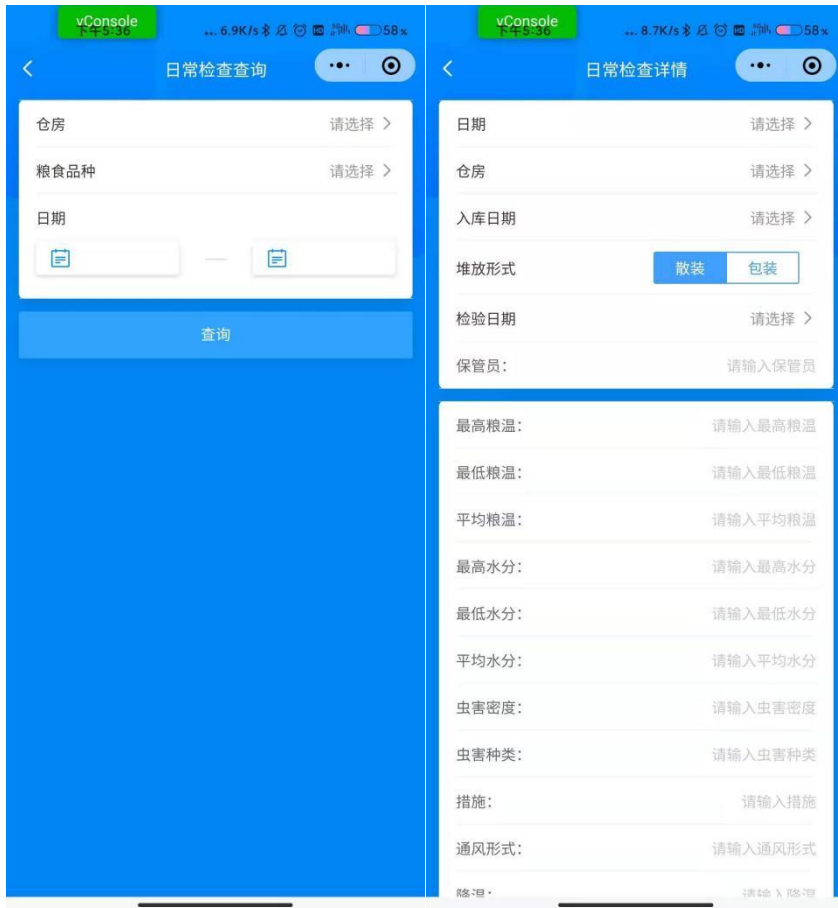 vConsole
下午5:36
... 6.9K/s
58%
日常检查查询
仓房
请选择
粮食品种
请选择
日期
查询
vConsole
下午5:36
... 8.7K/s
58%
日常检查详情
日期
请选择
仓房
请选择
入库日期
请选择
堆放形式
散装
包装
检验日期
请选择
保管员：
请输入保管员
最高粮温：
请输入最高粮温
最低粮温：
请输入最低粮温
平均粮温：
请输入平均粮温
最高水分：
请输入最高水分
最低水分：
请输入最低水分
平均水分：
请输入平均水分
虫害密度：
请输入虫害密度
虫害种类：
请输入虫害种类
措施：
请输入措施
通风形式：
请输入通风形式
降温：
请输入降温